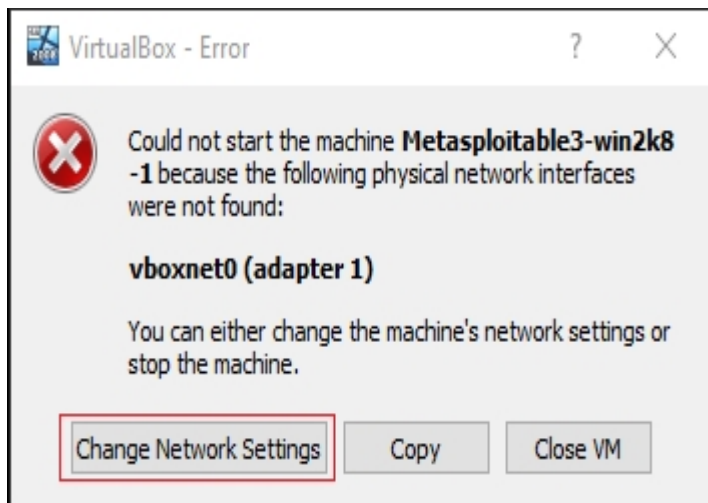 VirtualBox - Error
?
Could not start the machine Metasploitable3-win2k8
-1 because the following physical network interfaces
were not found:
vboxnet0 (adapter 1)
You can either change the machine's network settings or
stop the machine.
Change Network Settings
Copy
Close VM